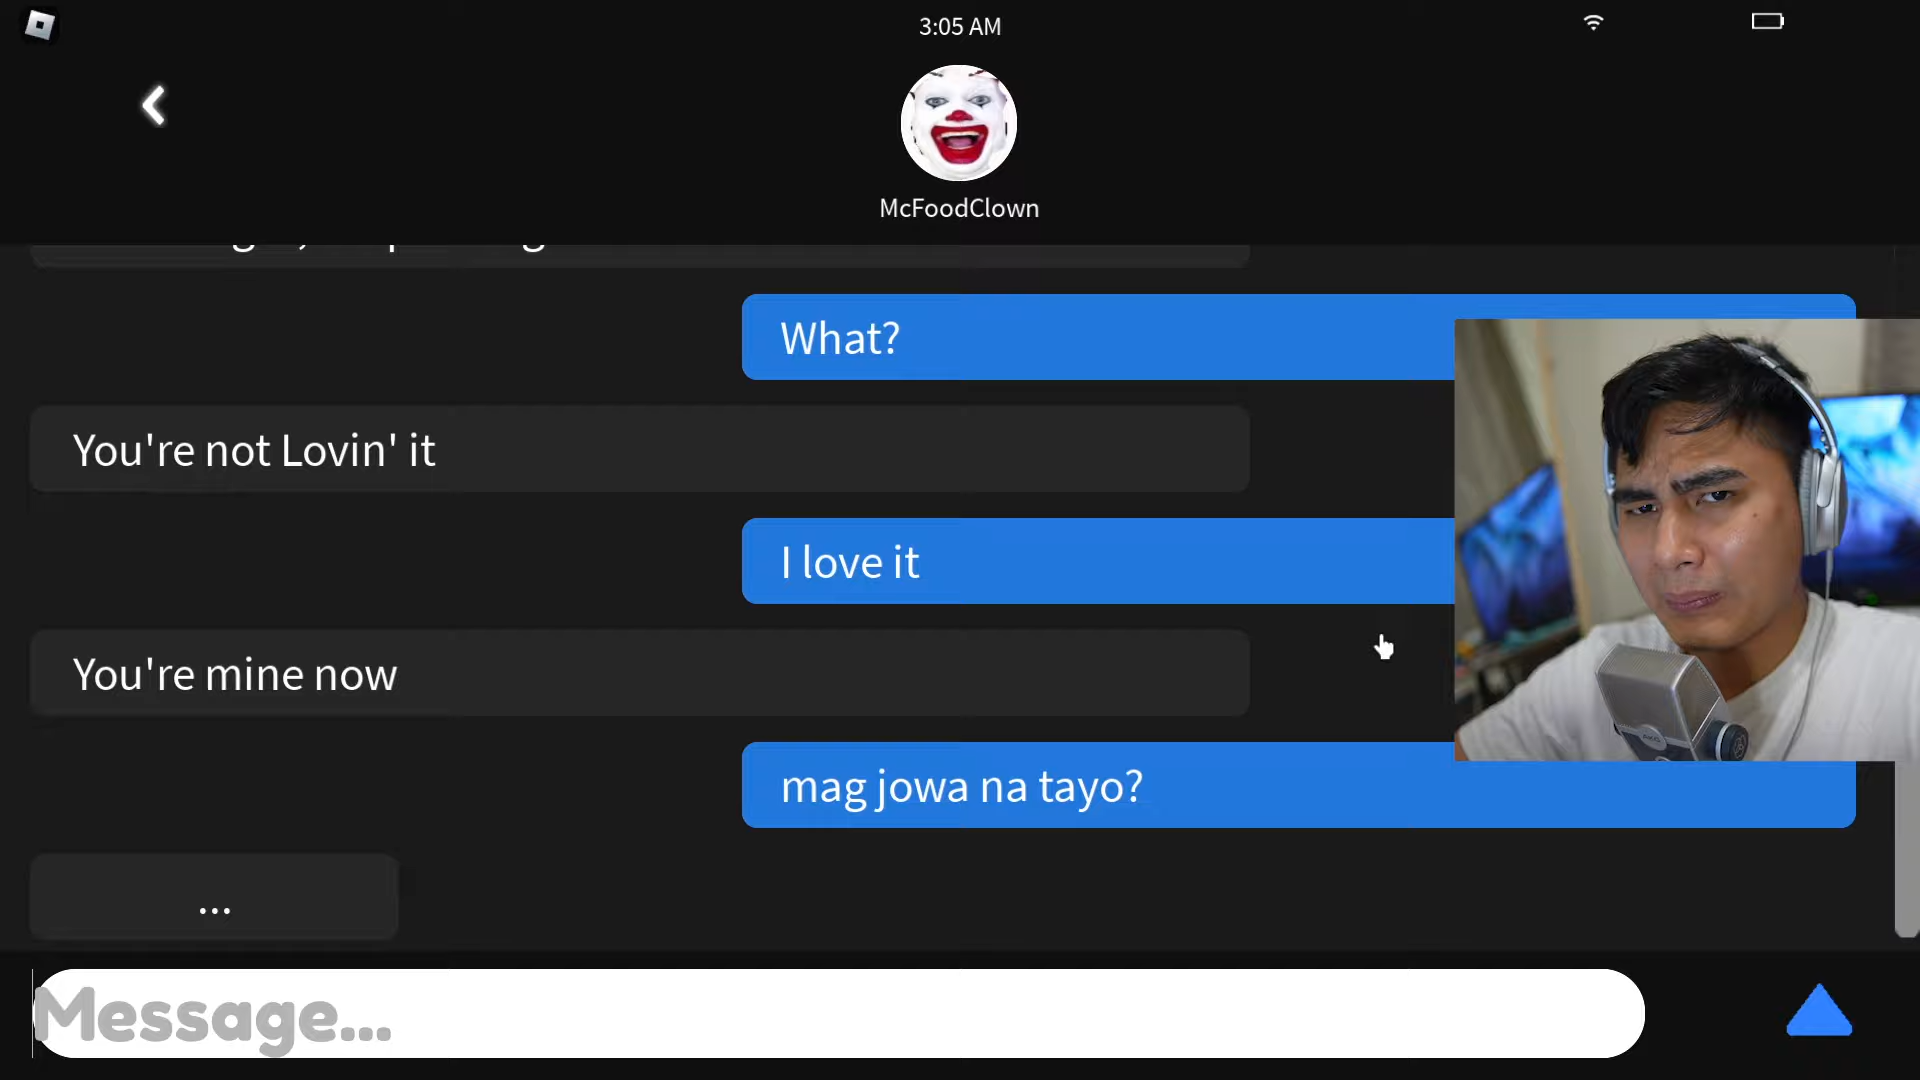 3:05 AM
McFoodClown
What?
You're not Lovin' it
I love it
You're mine now
mag jowa na tayo?
...
Message...